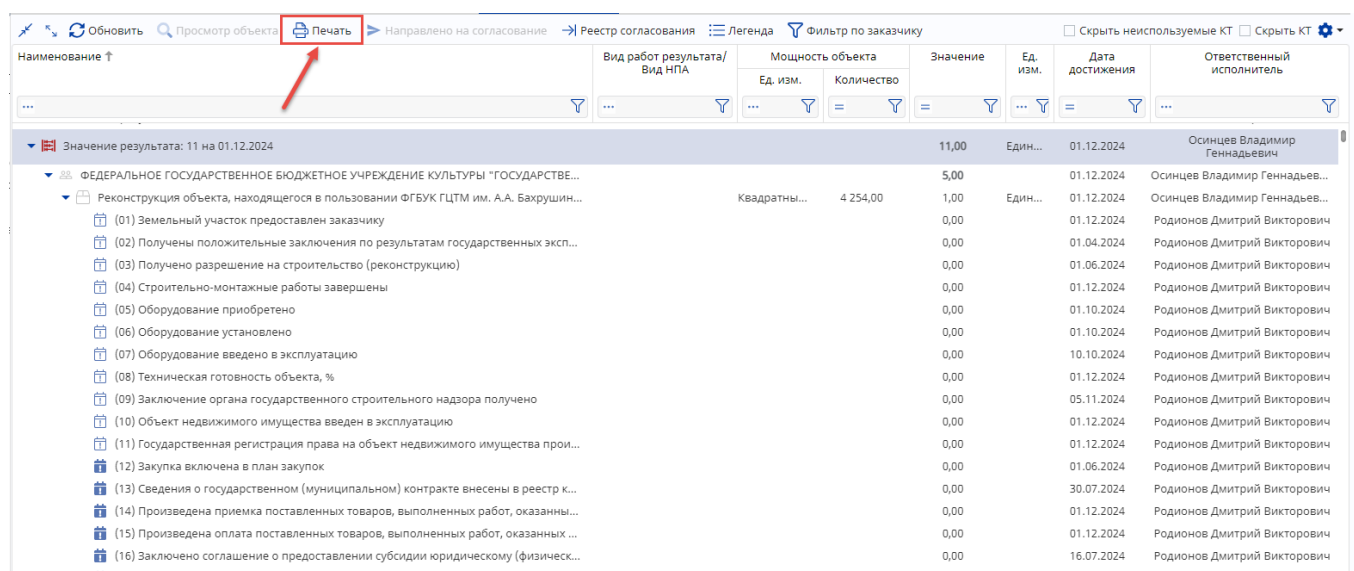 Обновить Просмотр объекта Печать Направлено на согласование Реестр согласования Легенда Фильтр по заказчику Скрыть неиспользуемые КТ Скрыть КТ
Наименование ↑ Вид работ результата/ Вид НПА Мощность объекта Значение Ед. изм. Дата достижения Ответственный исполнитель
Ед. изм. Количество
... ... ... = = ... = ...
Значение результата: 11 на 01.12.2024 11,00 Един... 01.12.2024 Осинцев Владимир Геннадьевич
ФЕДЕРАЛЬНОЕ ГОСУДАРСТВЕННОЕ БЮДЖЕТНОЕ УЧРЕЖДЕНИЕ КУЛЬТУРЫ "ГОСУДАРСТВЕ... 5,00 01.12.2024 Осинцев Владимир Геннадьев...
Реконструкция объекта, находящегося в пользовании ФГБУК ГЦТМ им. А.А. Бахрушин... Квадратны... 4 254,00 1,00 Един... 01.12.2024 Осинцев Владимир Геннадьев...
(01) Земельный участок предоставлен заказчику 0,00 01.12.2024 Родионов Дмитрий Викторович
(02) Получены положительные заключения по результатам государственных эксп... 0,00 01.04.2024 Родионов Дмитрий Викторович
(03) Получено разрешение на строительство (реконструкцию) 0,00 01.06.2024 Родионов Дмитрий Викторович
(04) Строительно-монтажные работы завершены 0,00 01.12.2024 Родионов Дмитрий Викторович
(05) Оборудование приобретено 0,00 01.10.2024 Родионов Дмитрий Викторович
(06) Оборудование установлено 0,00 01.10.2024 Родионов Дмитрий Викторович
(07) Оборудование введено в эксплуатацию 0,00 10.10.2024 Родионов Дмитрий Викторович
(08) Техническая готовность объекта, % 0,00 01.12.2024 Родионов Дмитрий Викторович
(09) Заключение органа государственного строительного надзора получено 0,00 05.11.2024 Родионов Дмитрий Викторович
(10) Объект недвижимого имущества введен в эксплуатацию 0,00 01.12.2024 Родионов Дмитрий Викторович
(11) Государственная регистрация права на объект недвижимого имущества прои... 0,00 01.12.2024 Родионов Дмитрий Викторович
(12) Закупка включена в план закупок 0,00 01.06.2024 Родионов Дмитрий Викторович
(13) Сведения о государственном (муниципальном) контракте внесены в реестр к... 0,00 30.07.2024 Родионов Дмитрий Викторович
(14) Произведена приемка поставленных товаров, выполненных работ, оказанны... 0,00 01.12.2024 Родионов Дмитрий Викторович
(15) Произведена оплата поставленных товаров, выполненных работ, оказанных ... 0,00 01.12.2024 Родионов Дмитрий Викторович
(16) Заключено соглашение о предоставлении субсидии юридическому (физическ... 0,00 16.07.2024 Родионов Дмитрий Викторович